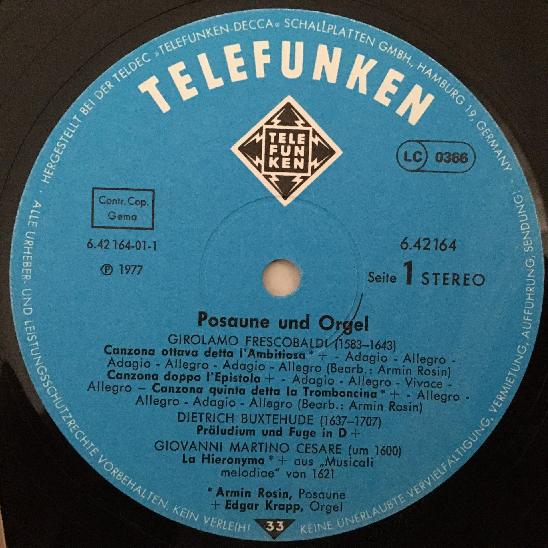 HERGESTELLT BEI DER TELDEC »TELEFUNKEN-DECCA« SCHALLPLATTEN GMBH., HAMBURG 19, GERMANY ·
TELEFUNKEN
TELE
FUN
KEN
LC 0366
Contr. Cop.
Gema
6.42164-01-1
℗ 1977
6.42164
Seite 1 STEREO
Posaune und Orgel
GIROLAMO FRESCOBALDI (1583-1643)
Canzona ottava detta l'Ambitiosa * + - Adagio - Allegro -
Adagio - Allegro - Adagio - Allegro (Bearb.: Armin Rosin)
Canzona doppo l'Epistola + - Adagio - Allegro - Vivace -
Allegro - Canzona quinta detta la Tromboncina * + - Allegro -
Adagio - Allegro - Adagio - Allegro (Bearb.: Armin Rosin)
DIETRICH BUXTEHUDE (1637-1707)
Präludium und Fuge in D +
GIOVANNI MARTINO CESARE (um 1600)
La Hieronyma * + aus „Musicali
melodiae" von 1621
* Armin Rosin, Posaune
+ Edgar Krapp, Orgel
33
ALLE URHEBER- UND LEISTUNGSSCHUTZRECHTE VORBEHALTEN. KEIN VERLEIH! KEINE UNERLAUBTE VERVIELFÄLTIGUNG, VERMIETUNG, AUFFÜHRUNG, SENDUNG!